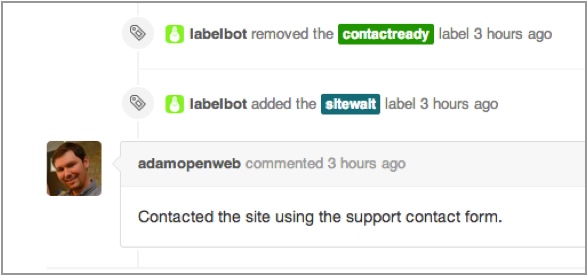 labelbot removed the contactready label 3 hours ago
labelbot added the sitewait label 3 hours ago
adamopenweb commented 3 hours ago
Contacted the site using the support contact form.